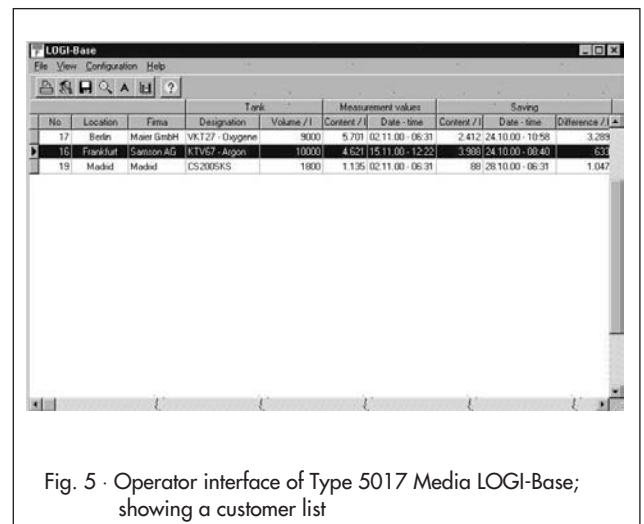 LOGI-Base
File View Configuration Help
Tank Measurement values Saving
No. Location Firma Designation Volume / l Content / l Date - time Content / l Date - time Difference / l
17 Berlin Maier GmbH VKT27 - Oxygene 9000 5.701 02.11.00 - 06:31 2.412 24.10.00 - 10:58 3.289
16 Frankfurt Samson AG KTV67 - Argon 10000 4.621 15.11.00 - 12:22 3.988 24.10.00 - 08:40 633
19 Madrid Madrid CS200SKS 1800 1.135 02.11.00 - 06:31 88 28.10.00 - 06:31 1.047
Fig. 5 · Operator interface of Type 5017 Media LOGI-Base;
showing a customer list